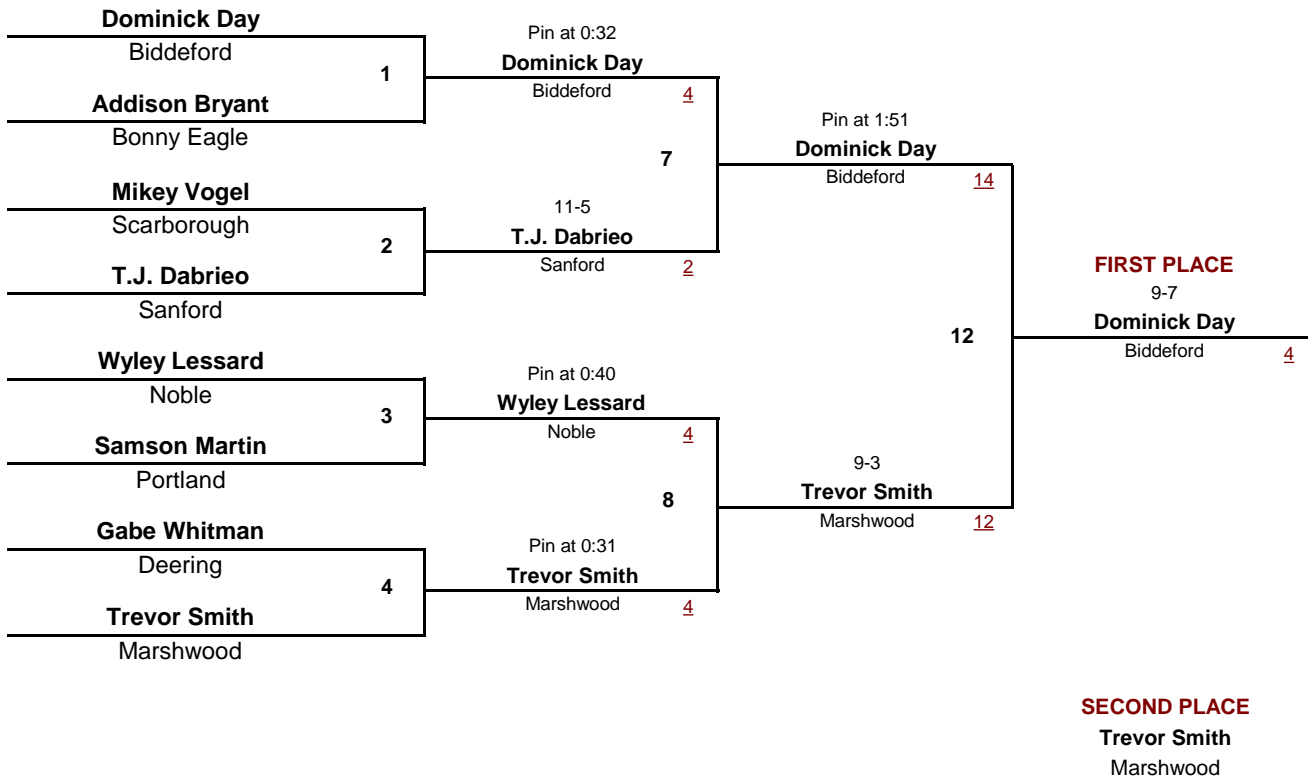 Dominick Day
Biddeford
1
Addison Bryant
Bonny Eagle
Mikey Vogel
Scarborough
2
T.J. Dabrieo
Sanford
Wyley Lessard
Noble
3
Samson Martin
Portland
Gabe Whitman
Deering
4
Trevor Smith
Marshwood
Pin at 0:32
Dominick Day
Biddeford 4
7
11-5
T.J. Dabrieo
Sanford 2
Pin at 0:40
Wyley Lessard
Noble 4
8
Pin at 0:31
Trevor Smith
Marshwood 4
Pin at 1:51
Dominick Day
Biddeford 14
12
9-3
Trevor Smith
Marshwood 12
FIRST PLACE
9-7
Dominick Day
Biddeford 4
SECOND PLACE
Trevor Smith
Marshwood